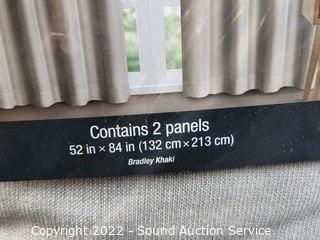 Contains 2 panels
52 in x 84 in (132 cm x 213 cm)
Bradley Khaki
Copyright 2022 - Sound Auction Service